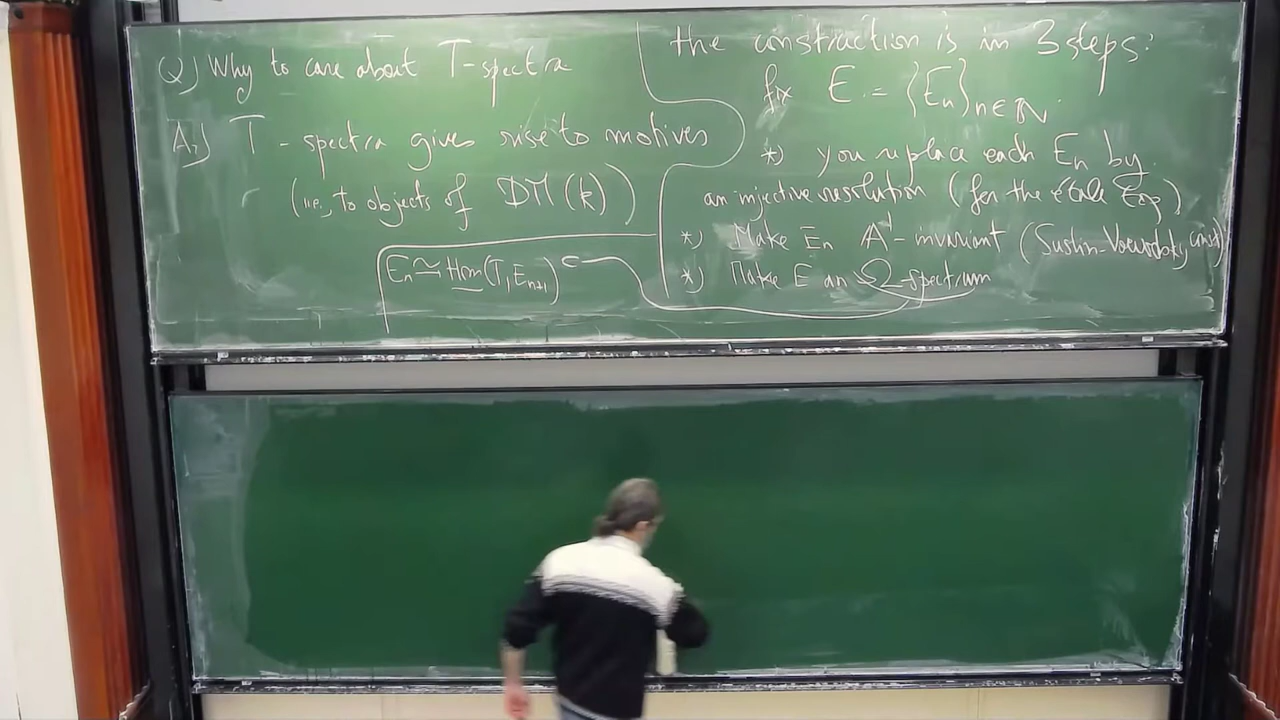 Q) Why to care about T-spectra
A.) T - spectra gives rise to motives
(i.e., to objects of DM(k))
En ≅ Hom(T, En+1)
the construction is in 3 steps:
fix E = {En}n∈ℕ.
*) you replace each En by
an injective resolution (for the étale top)
*) Make En A¹-invariant (Suslin-Voevodsky const)
*) Make E an Ω-spectrum